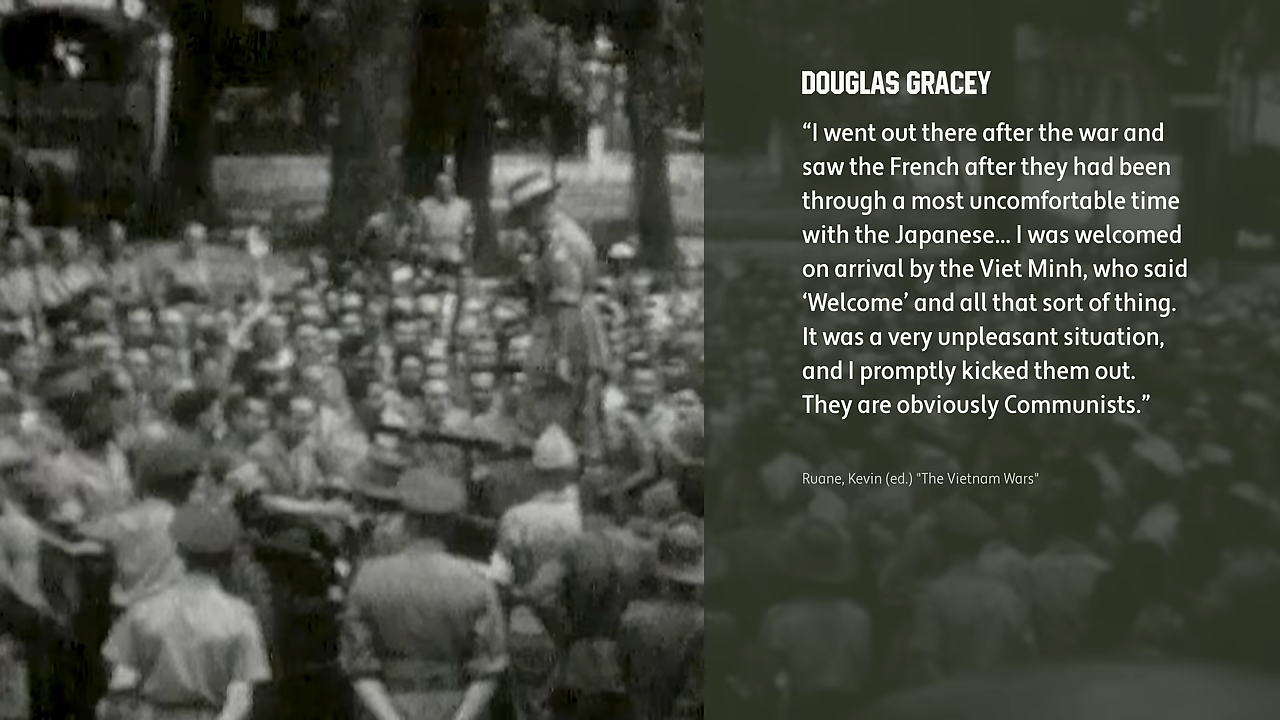 DOUGLAS GRACEY
“I went out there after the war and
saw the French after they had been
through a most uncomfortable time
with the Japanese... I was welcomed
on arrival by the Viet Minh, who said
‘Welcome’ and all that sort of thing.
It was a very unpleasant situation,
and I promptly kicked them out.
They are obviously Communists.”
Ruane, Kevin (ed.) "The Vietnam Wars"